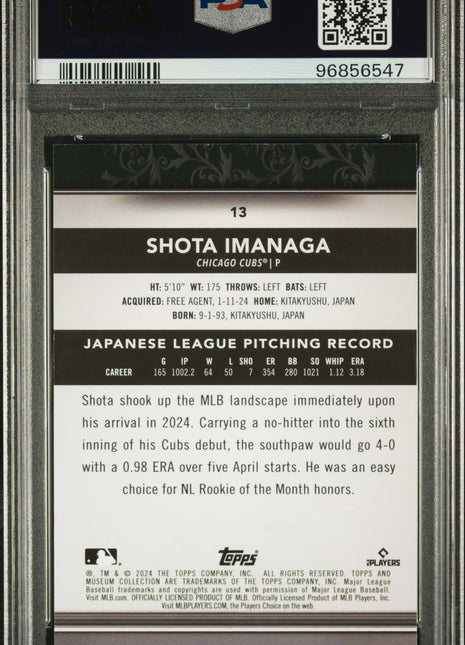 PSA
96856547
13
SHOTA IMANAGA
CHICAGO CUBS® | P
HT: 5'10" WT: 175 THROWS: LEFT BATS: LEFT
ACQUIRED: FREE AGENT, 1-11-24 HOME: KITAKYUSHU, JAPAN
BORN: 9-1-93, KITAKYUSHU, JAPAN
JAPANESE LEAGUE PITCHING RECORD
G IP W L SHO ER BB SO WHIP ERA
CAREER 165 1002.2 64 50 7 354 280 1021 1.12 3.18
Shota shook up the MLB landscape immediately upon
his arrival in 2024. Carrying a no-hitter into the sixth
inning of his Cubs debut, the southpaw would go 4-0
with a 0.98 ERA over five April starts. He was an easy
choice for NL Rookie of the Month honors.
Topps®
PLAYERS
®, TM & © 2024 THE TOPPS COMPANY, INC. ALL RIGHTS RESERVED. TOPPS AND
MUSEUM COLLECTION ARE TRADEMARKS OF THE TOPPS COMPANY, INC. Major League
Baseball trademarks and copyrights are used with permission of Major League Baseball.
Visit MLB.com. OFFICIALLY LICENSED PRODUCT OF MLB. Officially Licensed Product of MLB Players, Inc.
Visit MLBPLAYERS.COM, the Players Choice on the web.